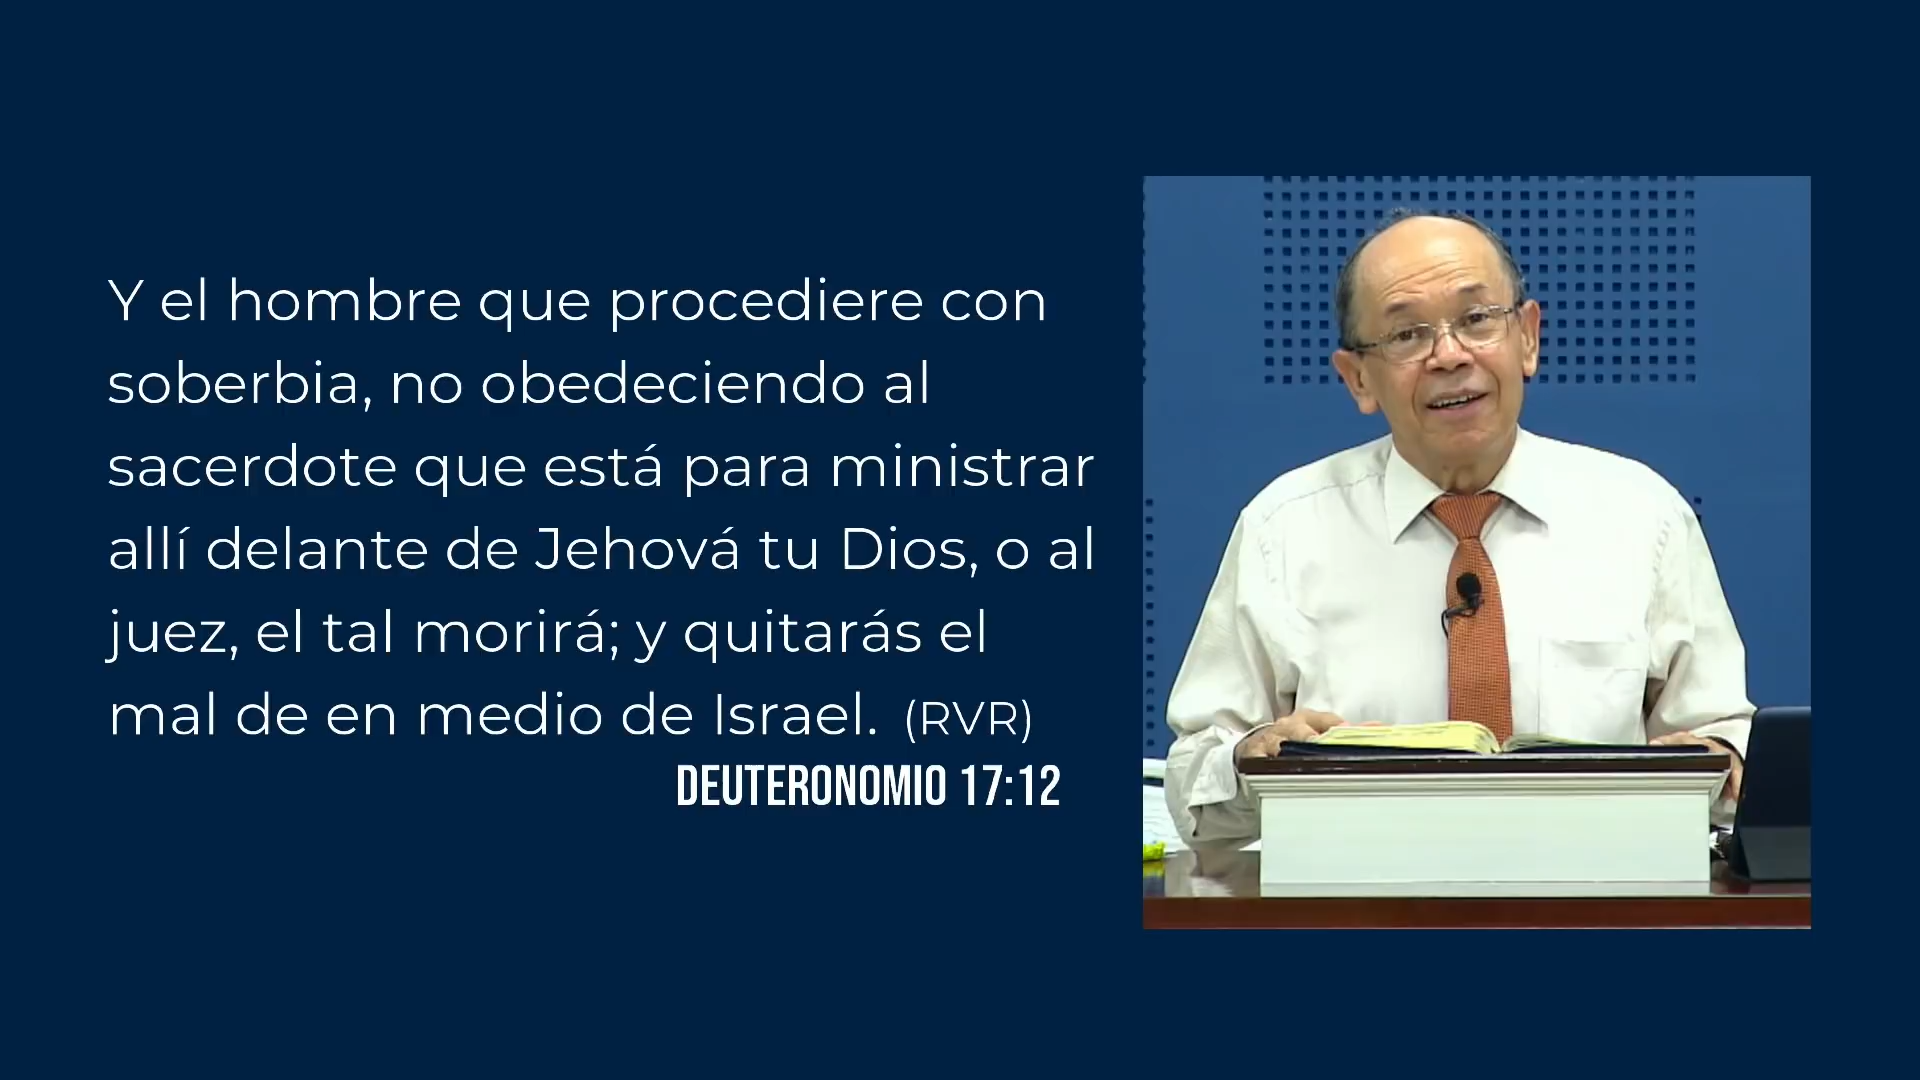 Y el hombre que procediere con
soberbia, no obedeciendo al
sacerdote que está para ministrar
allí delante de Jehová tu Dios, o al
juez, el tal morirá; y quitarás el
mal de en medio de Israel. (RVR)
DEUTERONOMIO 17:12